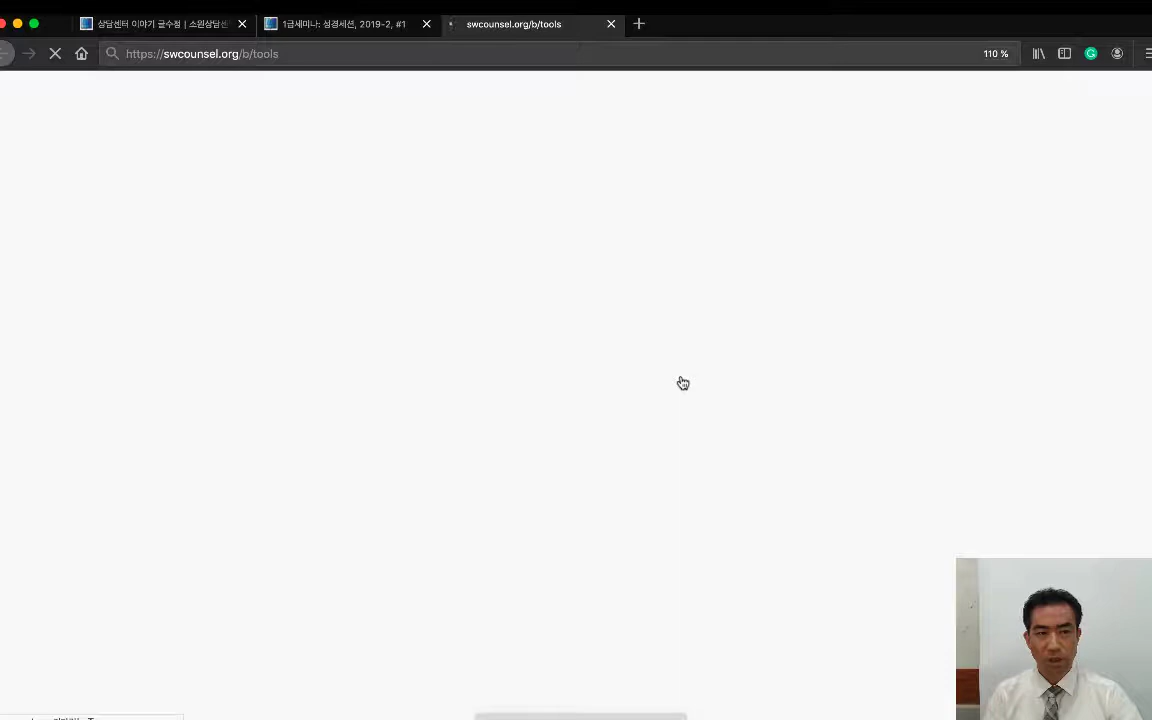 상담센터 이야기 글수정 | 소원상담센
1급세미나: 성경세션, 2019-2, #1
swcounsel.org/b/tools
https://swcounsel.org/b/tools
110 %